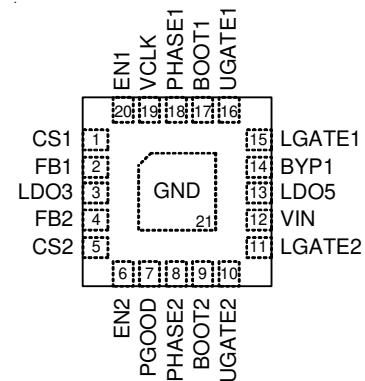 EN1
VCLK
PHASE1
BOOT1
UGATE1
20 19 18 17 16
CS1 1
FB1 2
LDO3 3
FB2 4
CS2 5
GND
21
15 LGATE1
14 BYP1
13 LDO5
12 VIN
11 LGATE2
6 7 8 9 10
EN2
PGOOD
PHASE2
BOOT2
UGATE2